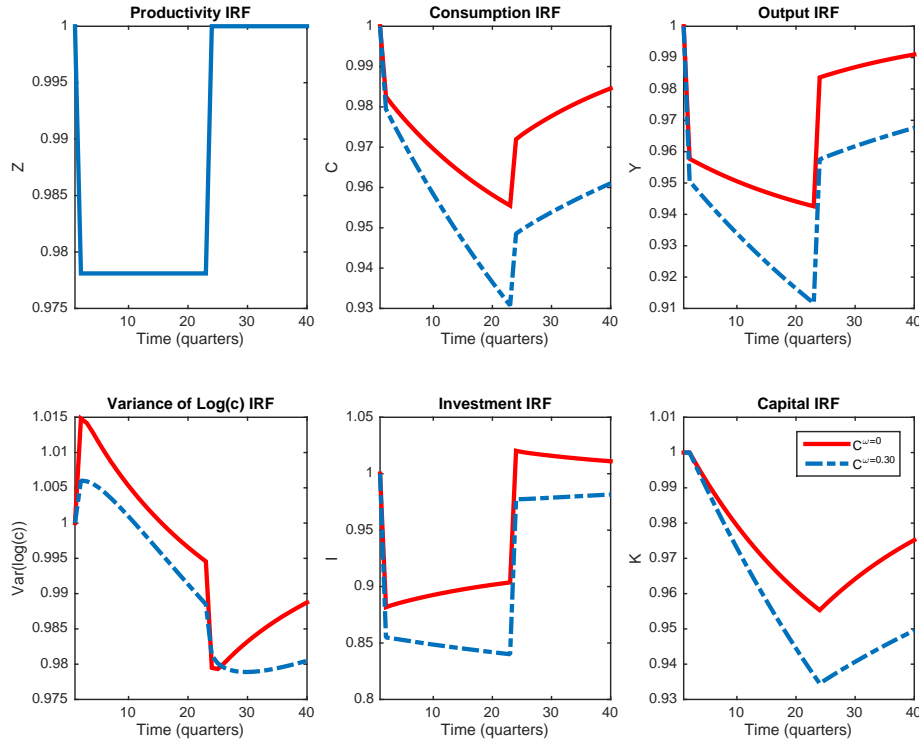 Productivity IRF
1
0.995
0.99
0.985
0.98
0.975
Z
10 20 30 40
Time (quarters)
Consumption IRF
1
0.99
0.98
0.97
0.96
0.95
0.94
0.93
C
10 20 30 40
Time (quarters)
Output IRF
1
0.99
0.98
0.97
0.96
0.95
0.94
0.93
0.92
0.91
Y
10 20 30 40
Time (quarters)
Variance of Log(c) IRF
1.015
1.01
1.005
1
0.995
0.99
0.985
0.98
0.975
Var(log(c))
10 20 30 40
Time (quarters)
Investment IRF
1.05
1
0.95
0.9
0.85
0.8
I
10 20 30 40
Time (quarters)
Capital IRF
1.01
1
0.99
0.98
0.97
0.96
0.95
0.94
0.93
K
10 20 30 40
Time (quarters)
C^ω=0
C^ω=0.30